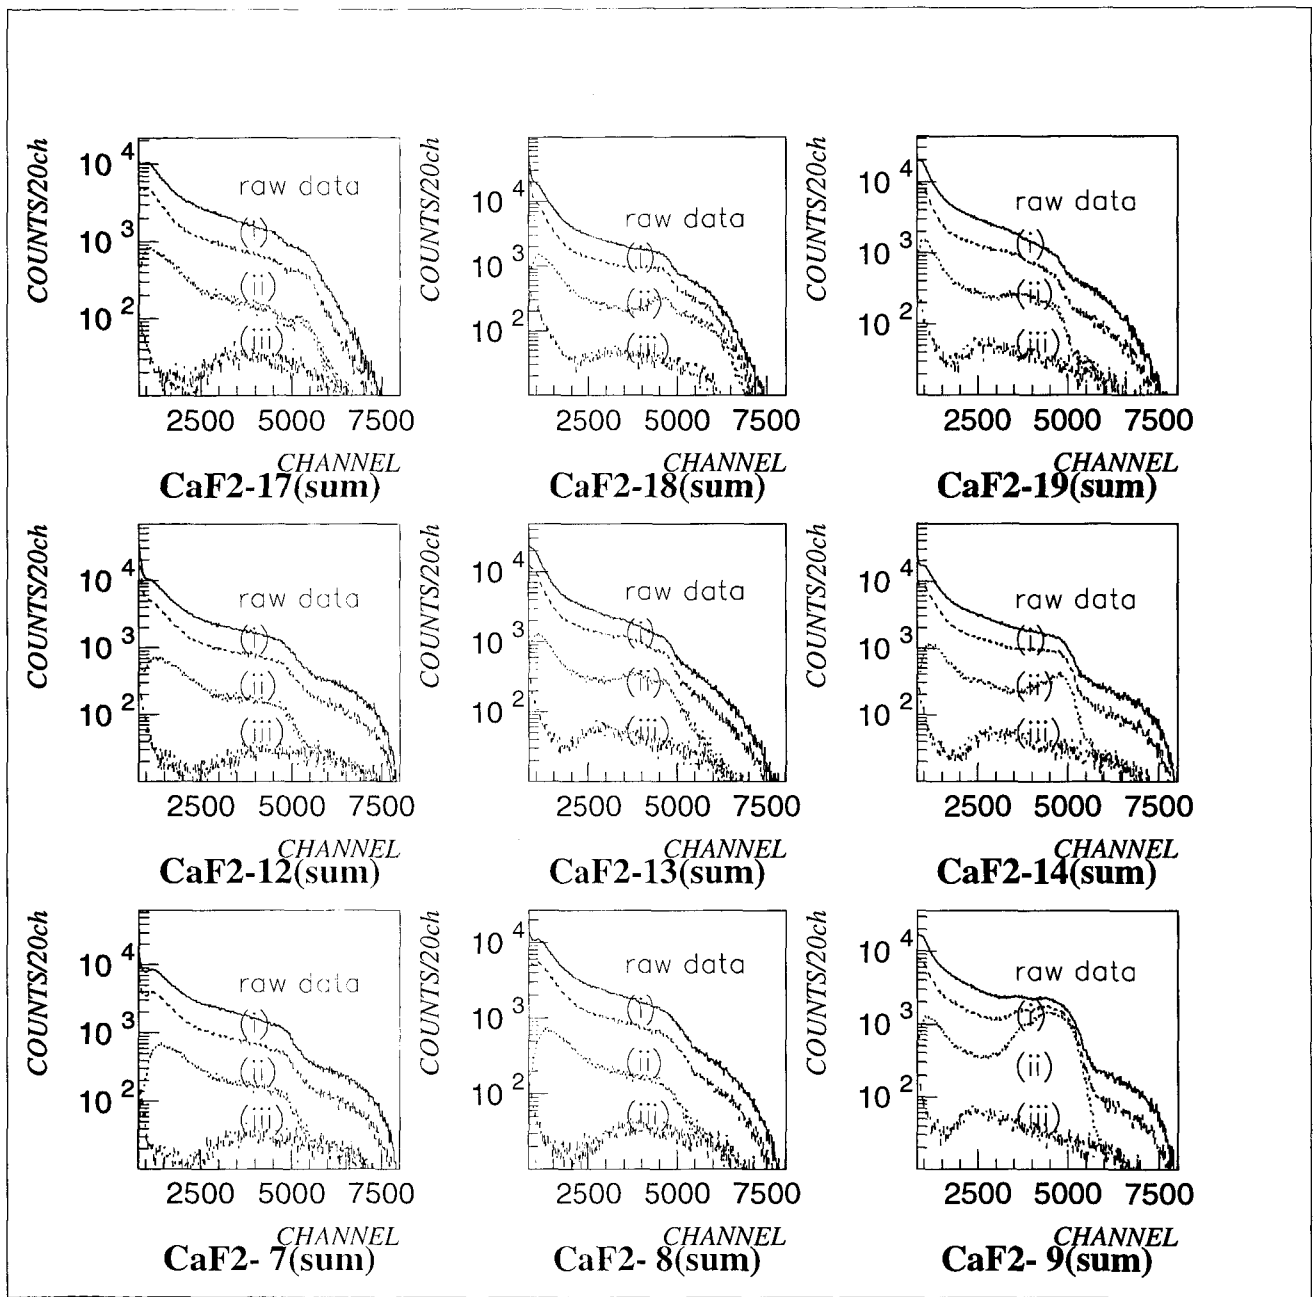 COUNTS/20ch
10 4
10 3
10 2
raw data
(i)
(ii)
(iii)
2500 5000 7500
CHANNEL
CaF2-17(sum)
COUNTS/20ch
10 4
10 3
10 2
raw data
(i)
(ii)
(iii)
2500 5000 7500
CHANNEL
CaF2-18(sum)
COUNTS/20ch
10 4
10 3
10 2
raw data
(i)
(ii)
(iii)
2500 5000 7500
CHANNEL
CaF2-19(sum)
COUNTS/20ch
10 4
10 3
10 2
raw data
(i)
(ii)
(iii)
2500 5000 7500
CHANNEL
CaF2-12(sum)
COUNTS/20ch
10 4
10 3
10 2
raw data
(i)
(ii)
(iii)
2500 5000 7500
CHANNEL
CaF2-13(sum)
COUNTS/20ch
10 4
10 3
10 2
raw data
(i)
(ii)
(iii)
2500 5000 7500
CHANNEL
CaF2-14(sum)
COUNTS/20ch
10 4
10 3
10 2
raw data
(i)
(ii)
(iii)
2500 5000 7500
CHANNEL
CaF2- 7(sum)
COUNTS/20ch
10 4
10 3
10 2
raw data
(i)
(ii)
(iii)
2500 5000 7500
CHANNEL
CaF2- 8(sum)
COUNTS/20ch
10 4
10 3
10 2
raw data
(i)
(ii)
(iii)
2500 5000 7500
CHANNEL
CaF2- 9(sum)